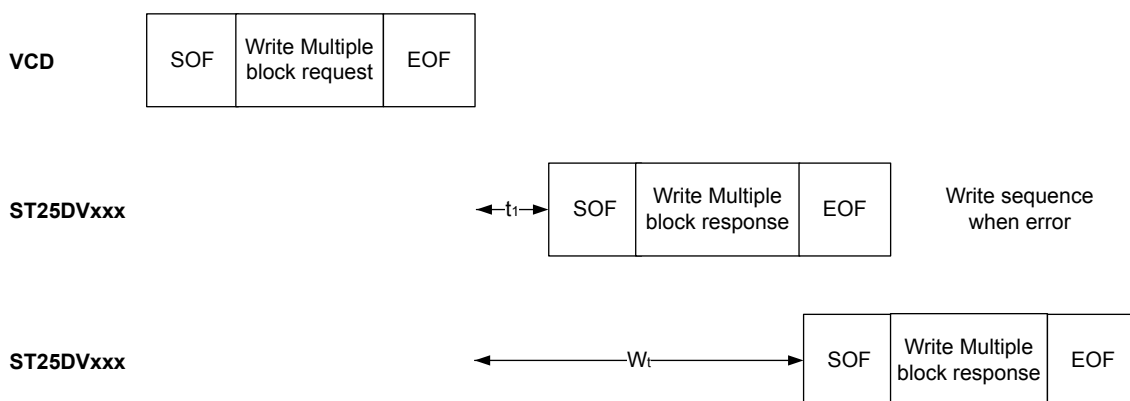 VCD
SOF
Write Multiple
block request
EOF
ST25DVxxx
t1
SOF
Write Multiple
block response
EOF
Write sequence
when error
ST25DVxxx
Wt
SOF
Write Multiple
block response
EOF